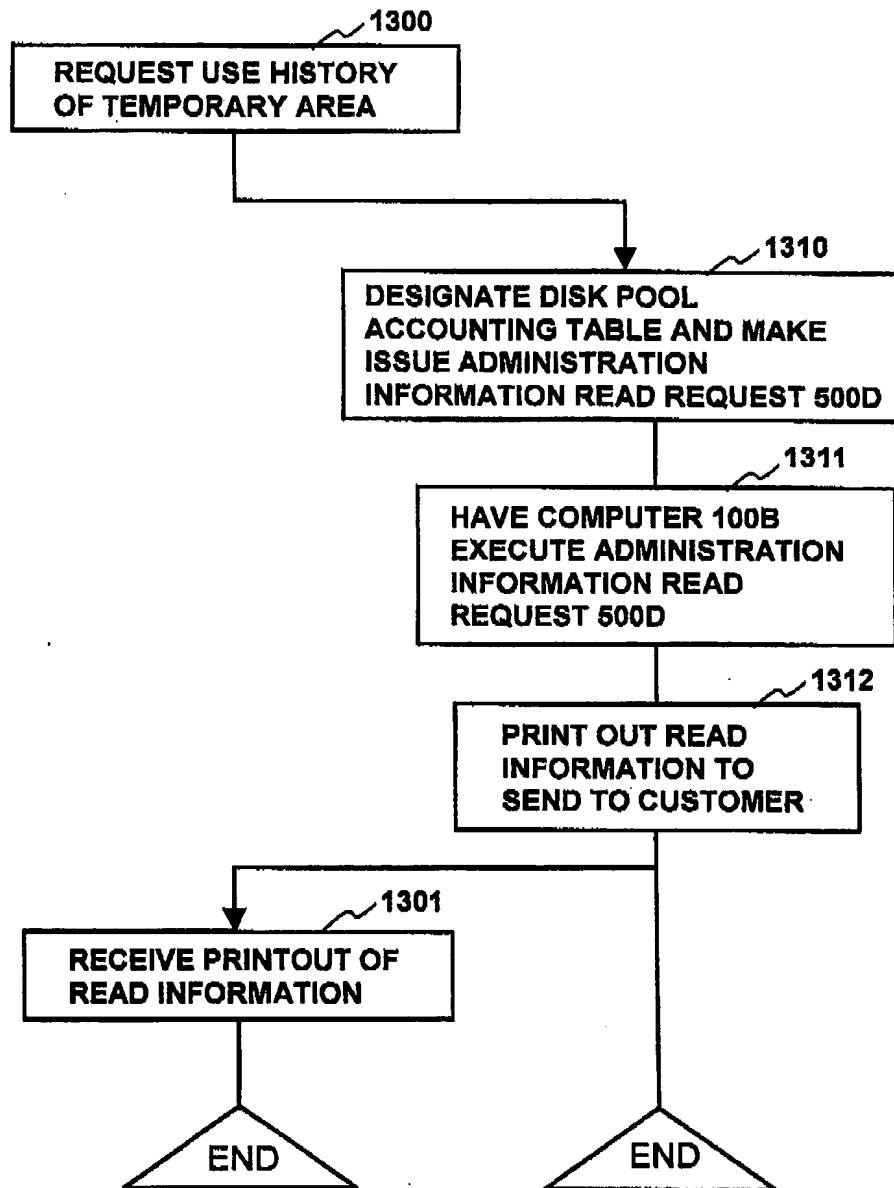 1300
REQUEST USE HISTORY
OF TEMPORARY AREA
1310
DESIGNATE DISK POOL
ACCOUNTING TABLE AND MAKE
ISSUE ADMINISTRATION
INFORMATION READ REQUEST 500D
1311
HAVE COMPUTER 100B
EXECUTE ADMINISTRATION
INFORMATION READ
REQUEST 500D
1312
PRINT OUT READ
INFORMATION TO
SEND TO CUSTOMER
1301
RECEIVE PRINTOUT OF
READ INFORMATION
END
END